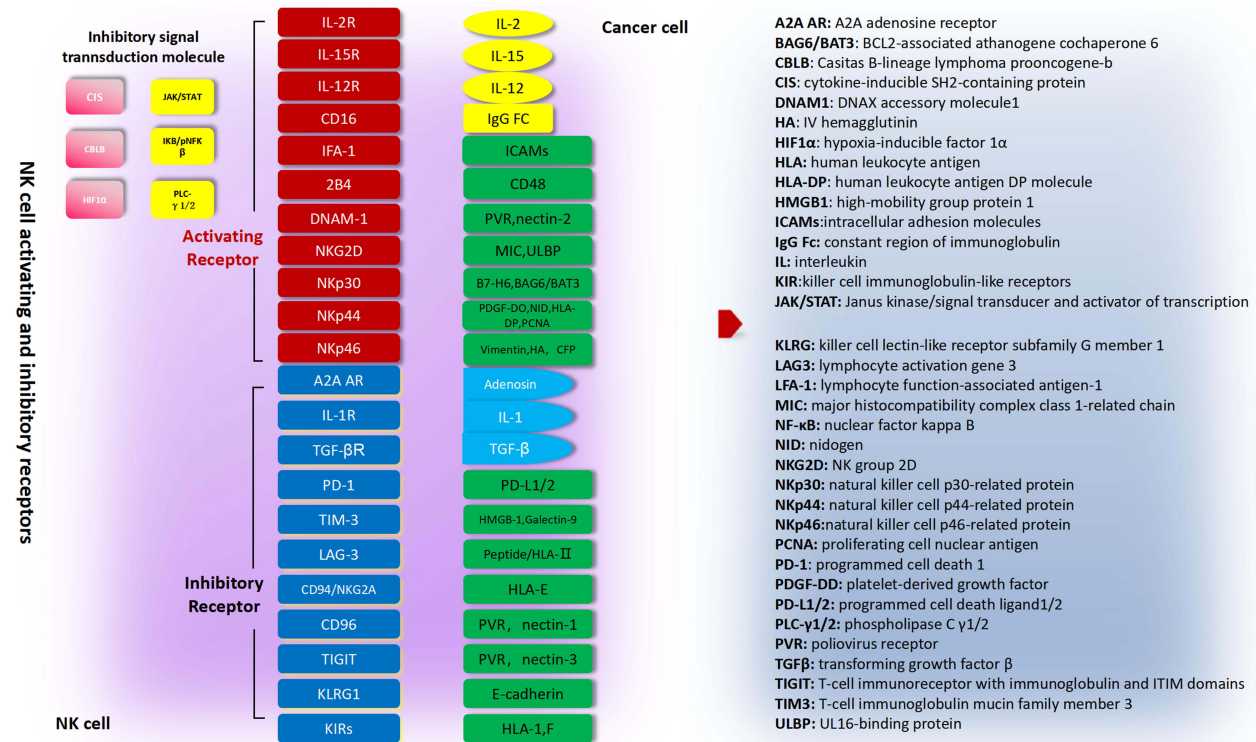 NK cell activating and inhibitory receptors
Inhibitory signal
trannsduction molecule
CIS
JAK/STAT
CBLB
IKB/pNFK
β
HIF1α
PLC-
γ 1/2
Activating
Receptor
Inhibitory
Receptor
NK cell
Cancer cell
IL-2R
IL-2
IL-15R
IL-15
IL-12R
IL-12
CD16
IgG FC
IFA-1
ICAMs
2B4
CD48
DNAM-1
PVR,nectin-2
NKG2D
MIC,ULBP
NKp30
B7-H6,BAG6/BAT3
NKp44
PDGF-DO,NID,HLA-
DP,PCNA
NKp46
Vimentin,HA, CFP
A2A AR
Adenosin
IL-1R
IL-1
TGF-βR
TGF-β
PD-1
PD-L1/2
TIM-3
HMGB-1,Galectin-9
LAG-3
Peptide/HLA-Ⅱ
CD94/NKG2A
HLA-E
CD96
PVR, nectin-1
TIGIT
PVR, nectin-3
KLRG1
E-cadherin
KIRs
HLA-1,F
A2A AR: A2A adenosine receptor
BAG6/BAT3: BCL2-associated athanogene cochaperone 6
CBLB: Casitas B-lineage lymphoma prooncogene-b
CIS: cytokine-inducible SH2-containing protein
DNAM1: DNAX accessory molecule1
HA: IV hemagglutinin
HIF1α: hypoxia-inducible factor 1α
HLA: human leukocyte antigen
HLA-DP: human leukocyte antigen DP molecule
HMGB1: high-mobility group protein 1
ICAMs:intracellular adhesion molecules
IgG Fc: constant region of immunoglobulin
IL: interleukin
KIR:killer cell immunoglobulin-like receptors
JAK/STAT: Janus kinase/signal transducer and activator of transcription
KLRG: killer cell lectin-like receptor subfamily G member 1
LAG3: lymphocyte activation gene 3
LFA-1: lymphocyte function-associated antigen-1
MIC: major histocompatibility complex class 1-related chain
NF-κB: nuclear factor kappa B
NID: nidogen
NKG2D: NK group 2D
NKp30: natural killer cell p30-related protein
NKp44: natural killer cell p44-related protein
NKp46:natural killer cell p46-related protein
PCNA: proliferating cell nuclear antigen
PD-1: programmed cell death 1
PDGF-DD: platelet-derived growth factor
PD-L1/2: programmed cell death ligand1/2
PLC-γ1/2: phospholipase C γ1/2
PVR: poliovirus receptor
TGFβ: transforming growth factor β
TIGIT: T-cell immunoreceptor with immunoglobulin and ITIM domains
TIM3: T-cell immunoglobulin mucin family member 3
ULBP: UL16-binding protein